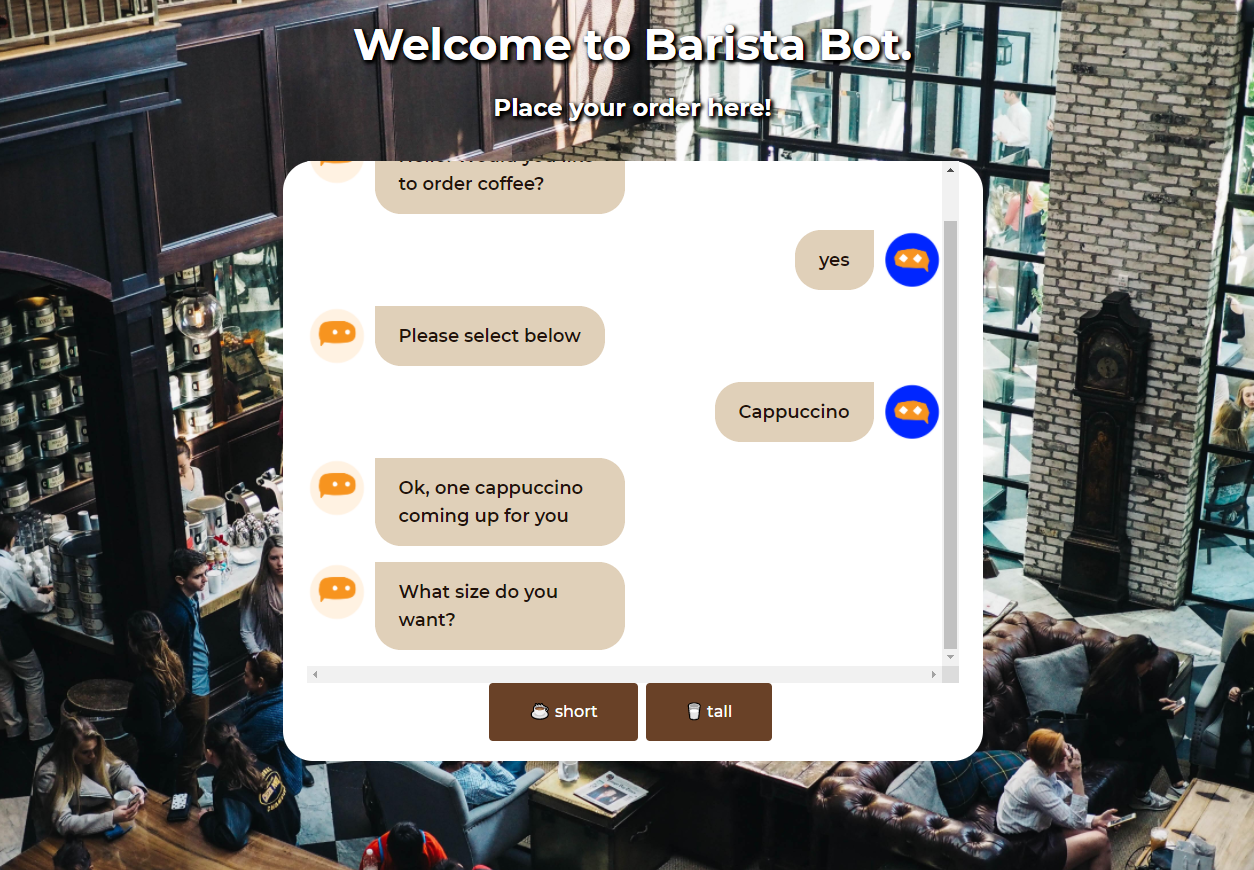 Welcome to Barista Bot.
Place your order here!
to order coffee?
yes
Please select below
Cappuccino
Ok, one cappuccino
coming up for you
What size do you
want?
short
tall